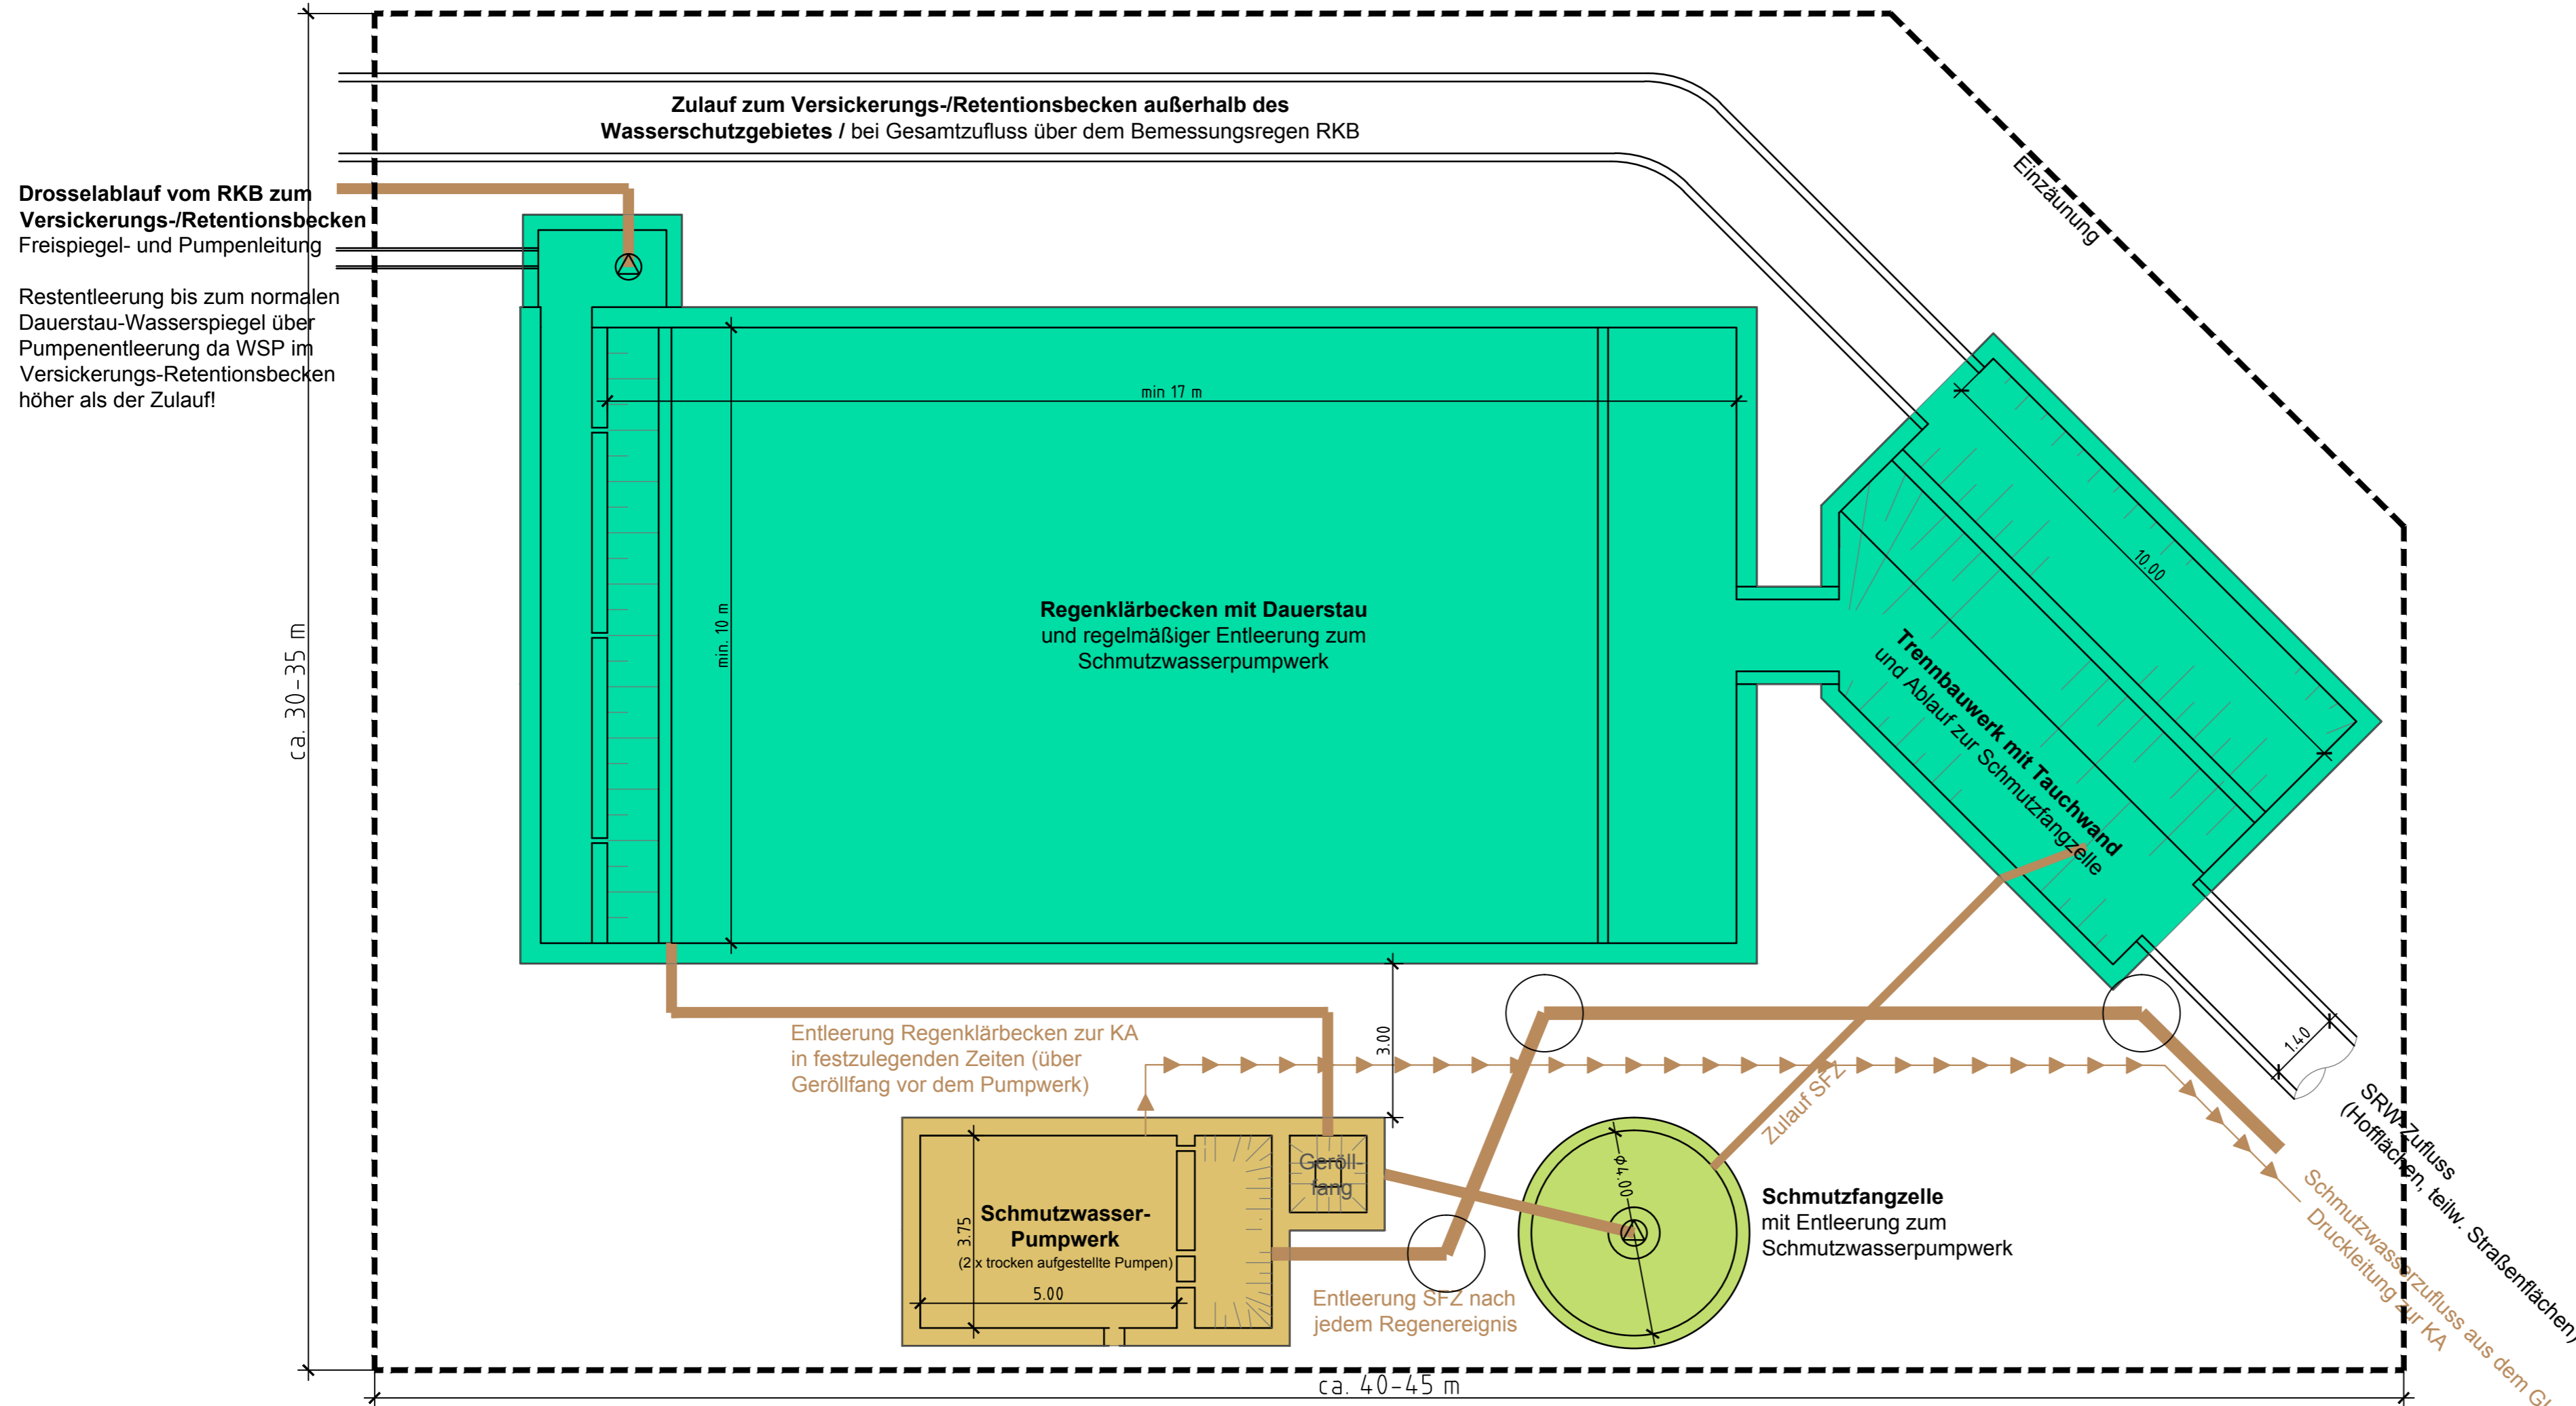 Zulauf zum Versickerungs-/Retentionsbecken außerhalb des
Wasserschutzgebietes / bei Gesamtzufluss über dem Bemessungsregen RKB
Drosselablauf vom RKB zum
Versickerungs-/Retentionsbecken
Freispiegel- und Pumpenleitung
Restentleerung bis zum normalen
Dauerstau-Wasserspiegel über
Pumpenentleerung da WSP im
Versickerungs-Retentionsbecken
höher als der Zulauf!
Einzäunung
min 17 m
min. 10 m
10.00
Regenklärbecken mit Dauerstau
und regelmäßiger Entleerung zum
Schmutzwasserpumpwerk
Trennbauwerk mit Tauchwand
und Ablauf zur Schmutzfangzelle
ca. 30-35 m
Entleerung Regenklärbecken zur KA
in festzulegenden Zeiten (über
Geröllfang vor dem Pumpwerk)
3.00
1.40
Zulauf SFZ
SRW-Zufluss
(Hofflächen, teilw. Straßenflächen)
Geröll-
fang
ϕ4.00
Schmutzwasser-
Pumpwerk
(2 x trocken aufgestellte Pumpen)
3.75
5.00
Schmutzfangzelle
mit Entleerung zum
Schmutzwasserpumpwerk
Entleerung SFZ nach
jedem Regenereignis
Schmutzwasserzufluss aus dem
Druckleitung zur KA
ca. 40-45 m